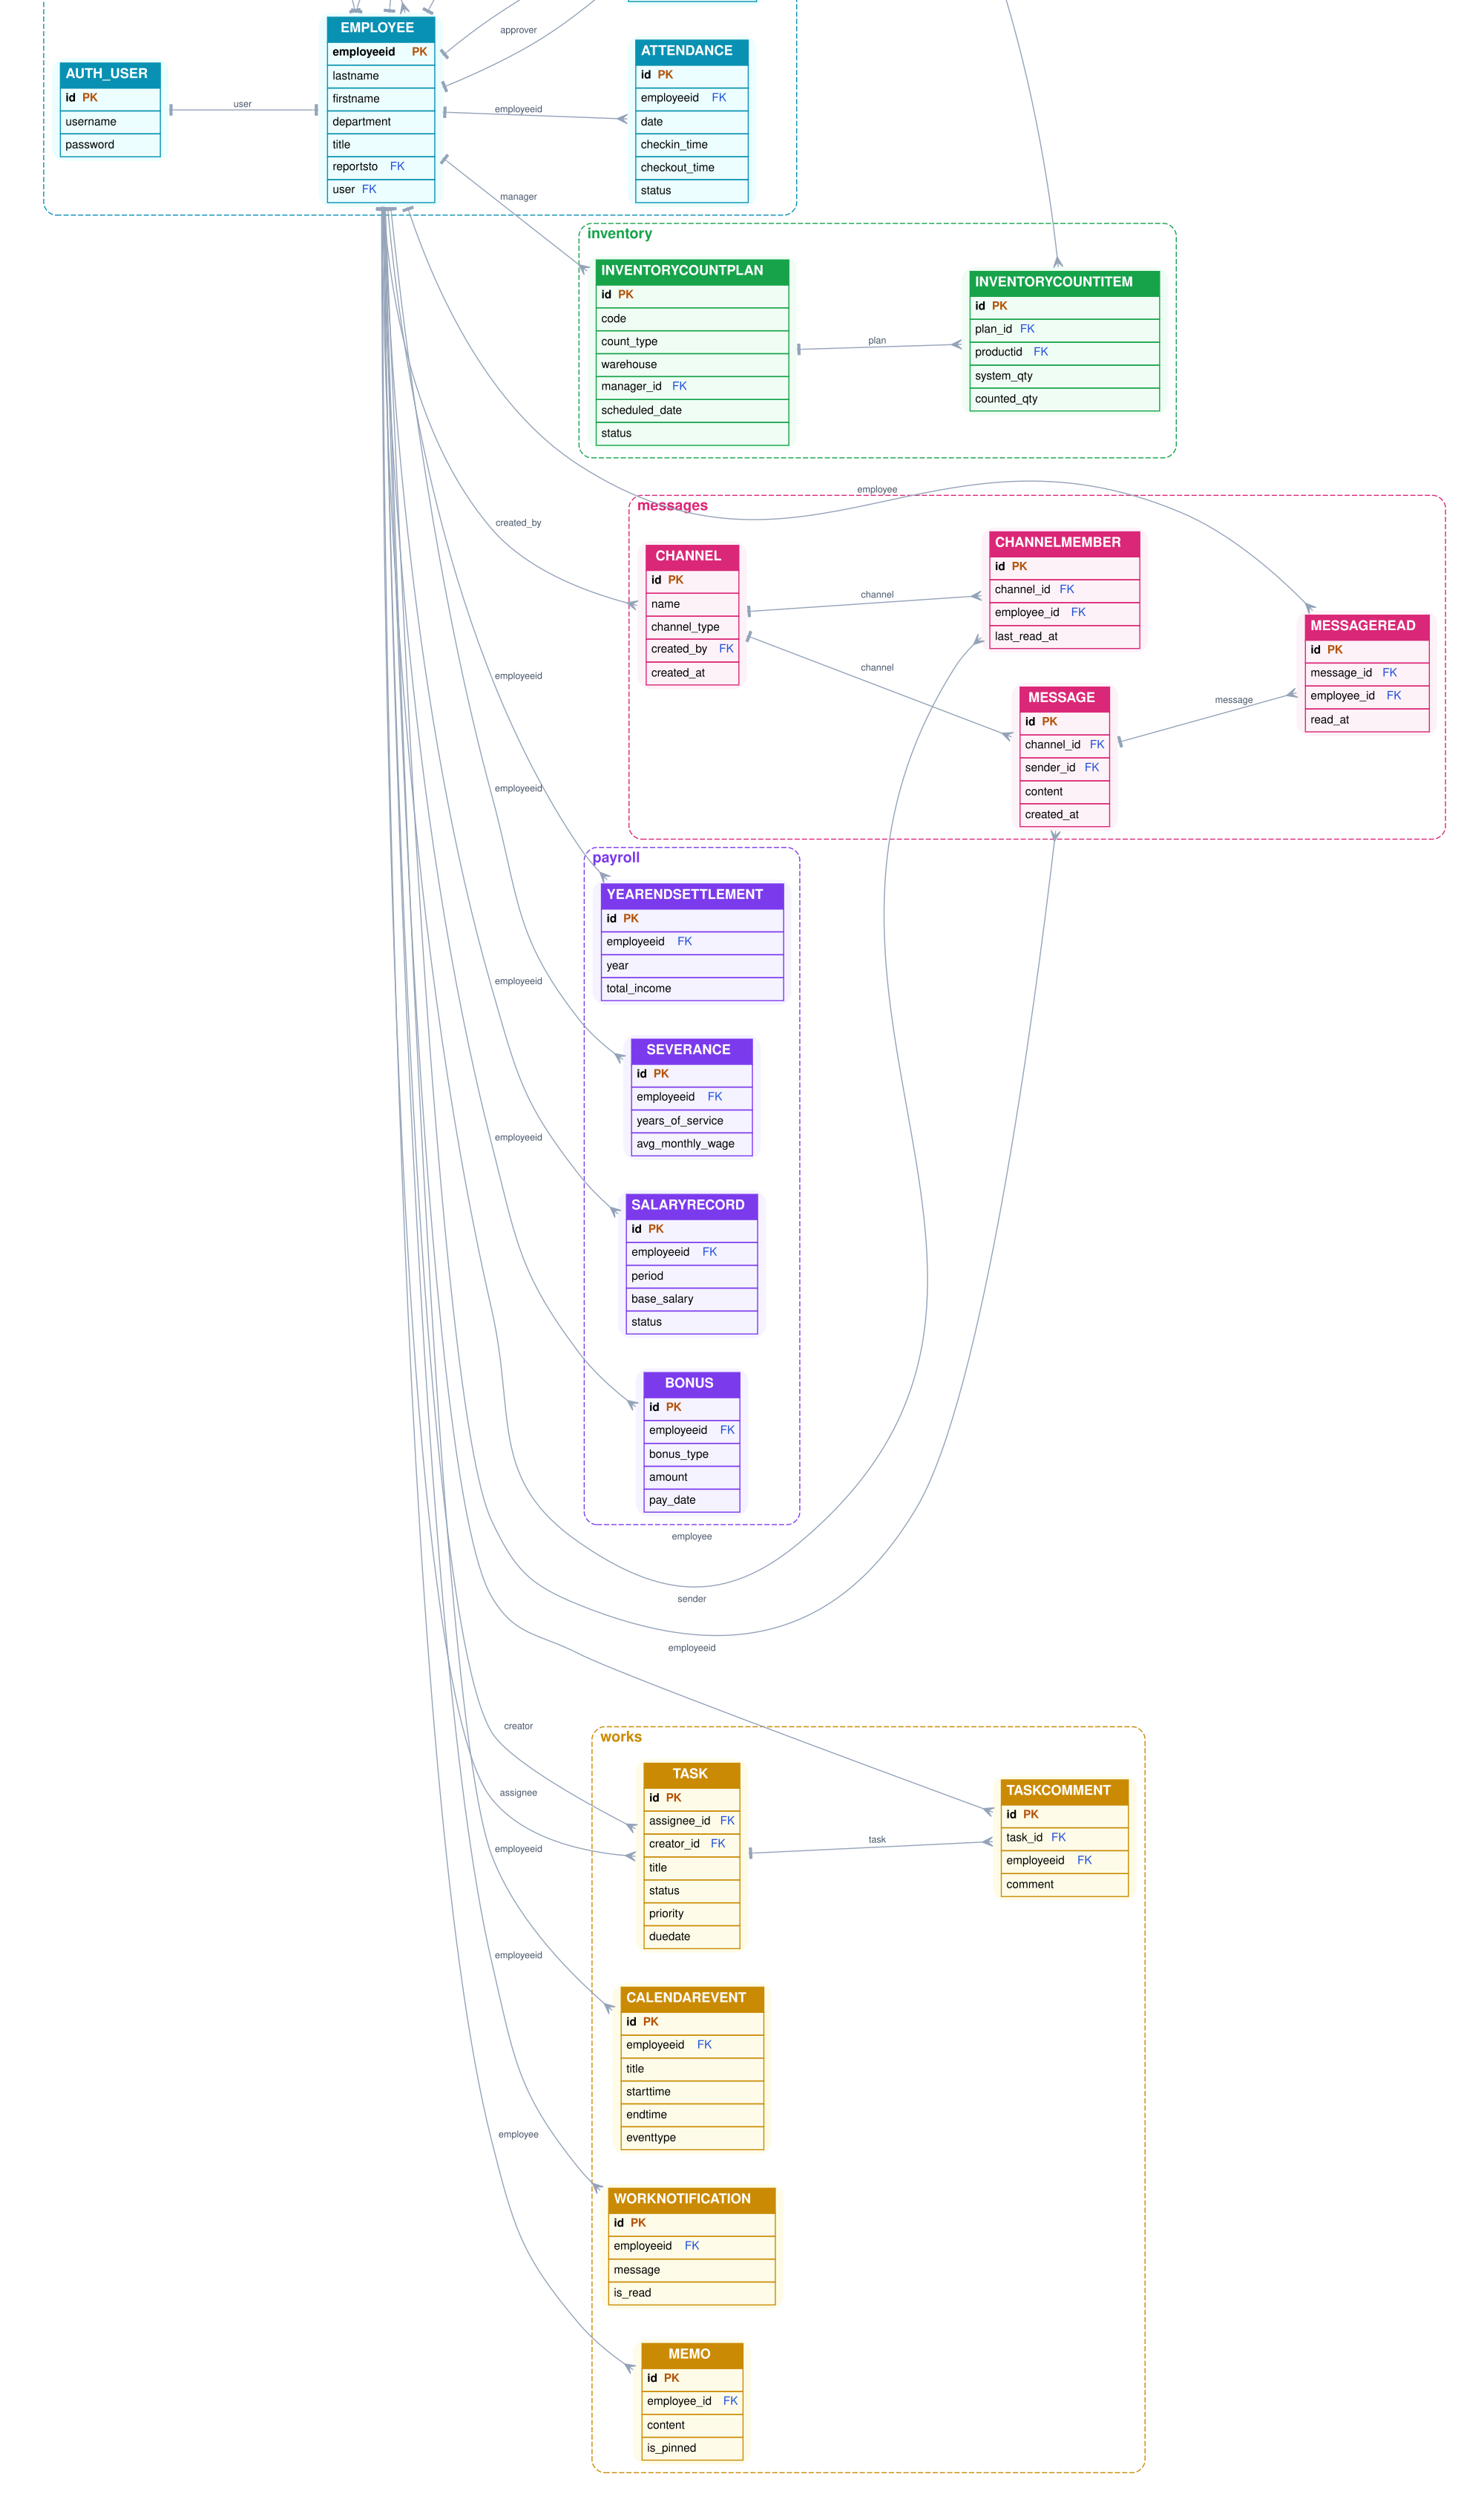 approver
EMPLOYEE
employeeid PK
lastname
firstname
department
title
reportsto FK
user FK
AUTH_USER
id PK
username
password
user
employeeid
manager
ATTENDANCE
id PK
employeeid FK
date
checkin_time
checkout_time
status
inventory
INVENTORYCOUNTPLAN
id PK
code
count_type
warehouse
manager_id FK
scheduled_date
status
plan
INVENTORYCOUNTITEM
id PK
plan_id FK
productid FK
system_qty
counted_qty
employee
created_by
messages
CHANNEL
id PK
name
channel_type
created_by FK
created_at
channel
channel
CHANNELMEMBER
id PK
channel_id FK
employee_id FK
last_read_at
MESSAGE
id PK
channel_id FK
sender_id FK
content
created_at
message
MESSAGEREAD
id PK
message_id FK
employee_id FK
read_at
employeeid
employeeid
employeeid
employeeid
payroll
YEARENDSETTLEMENT
id PK
employeeid FK
year
total_income
SEVERANCE
id PK
employeeid FK
years_of_service
avg_monthly_wage
SALARYRECORD
id PK
employeeid FK
period
base_salary
status
BONUS
id PK
employeeid FK
bonus_type
amount
pay_date
employee
sender
employeeid
creator
assignee
employeeid
employeeid
employee
works
TASK
id PK
assignee_id FK
creator_id FK
title
status
priority
duedate
task
TASKCOMMENT
id PK
task_id FK
employeeid FK
comment
CALENDAREVENT
id PK
employeeid FK
title
starttime
endtime
eventtype
WORKNOTIFICATION
id PK
employeeid FK
message
is_read
MEMO
id PK
employee_id FK
content
is_pinned